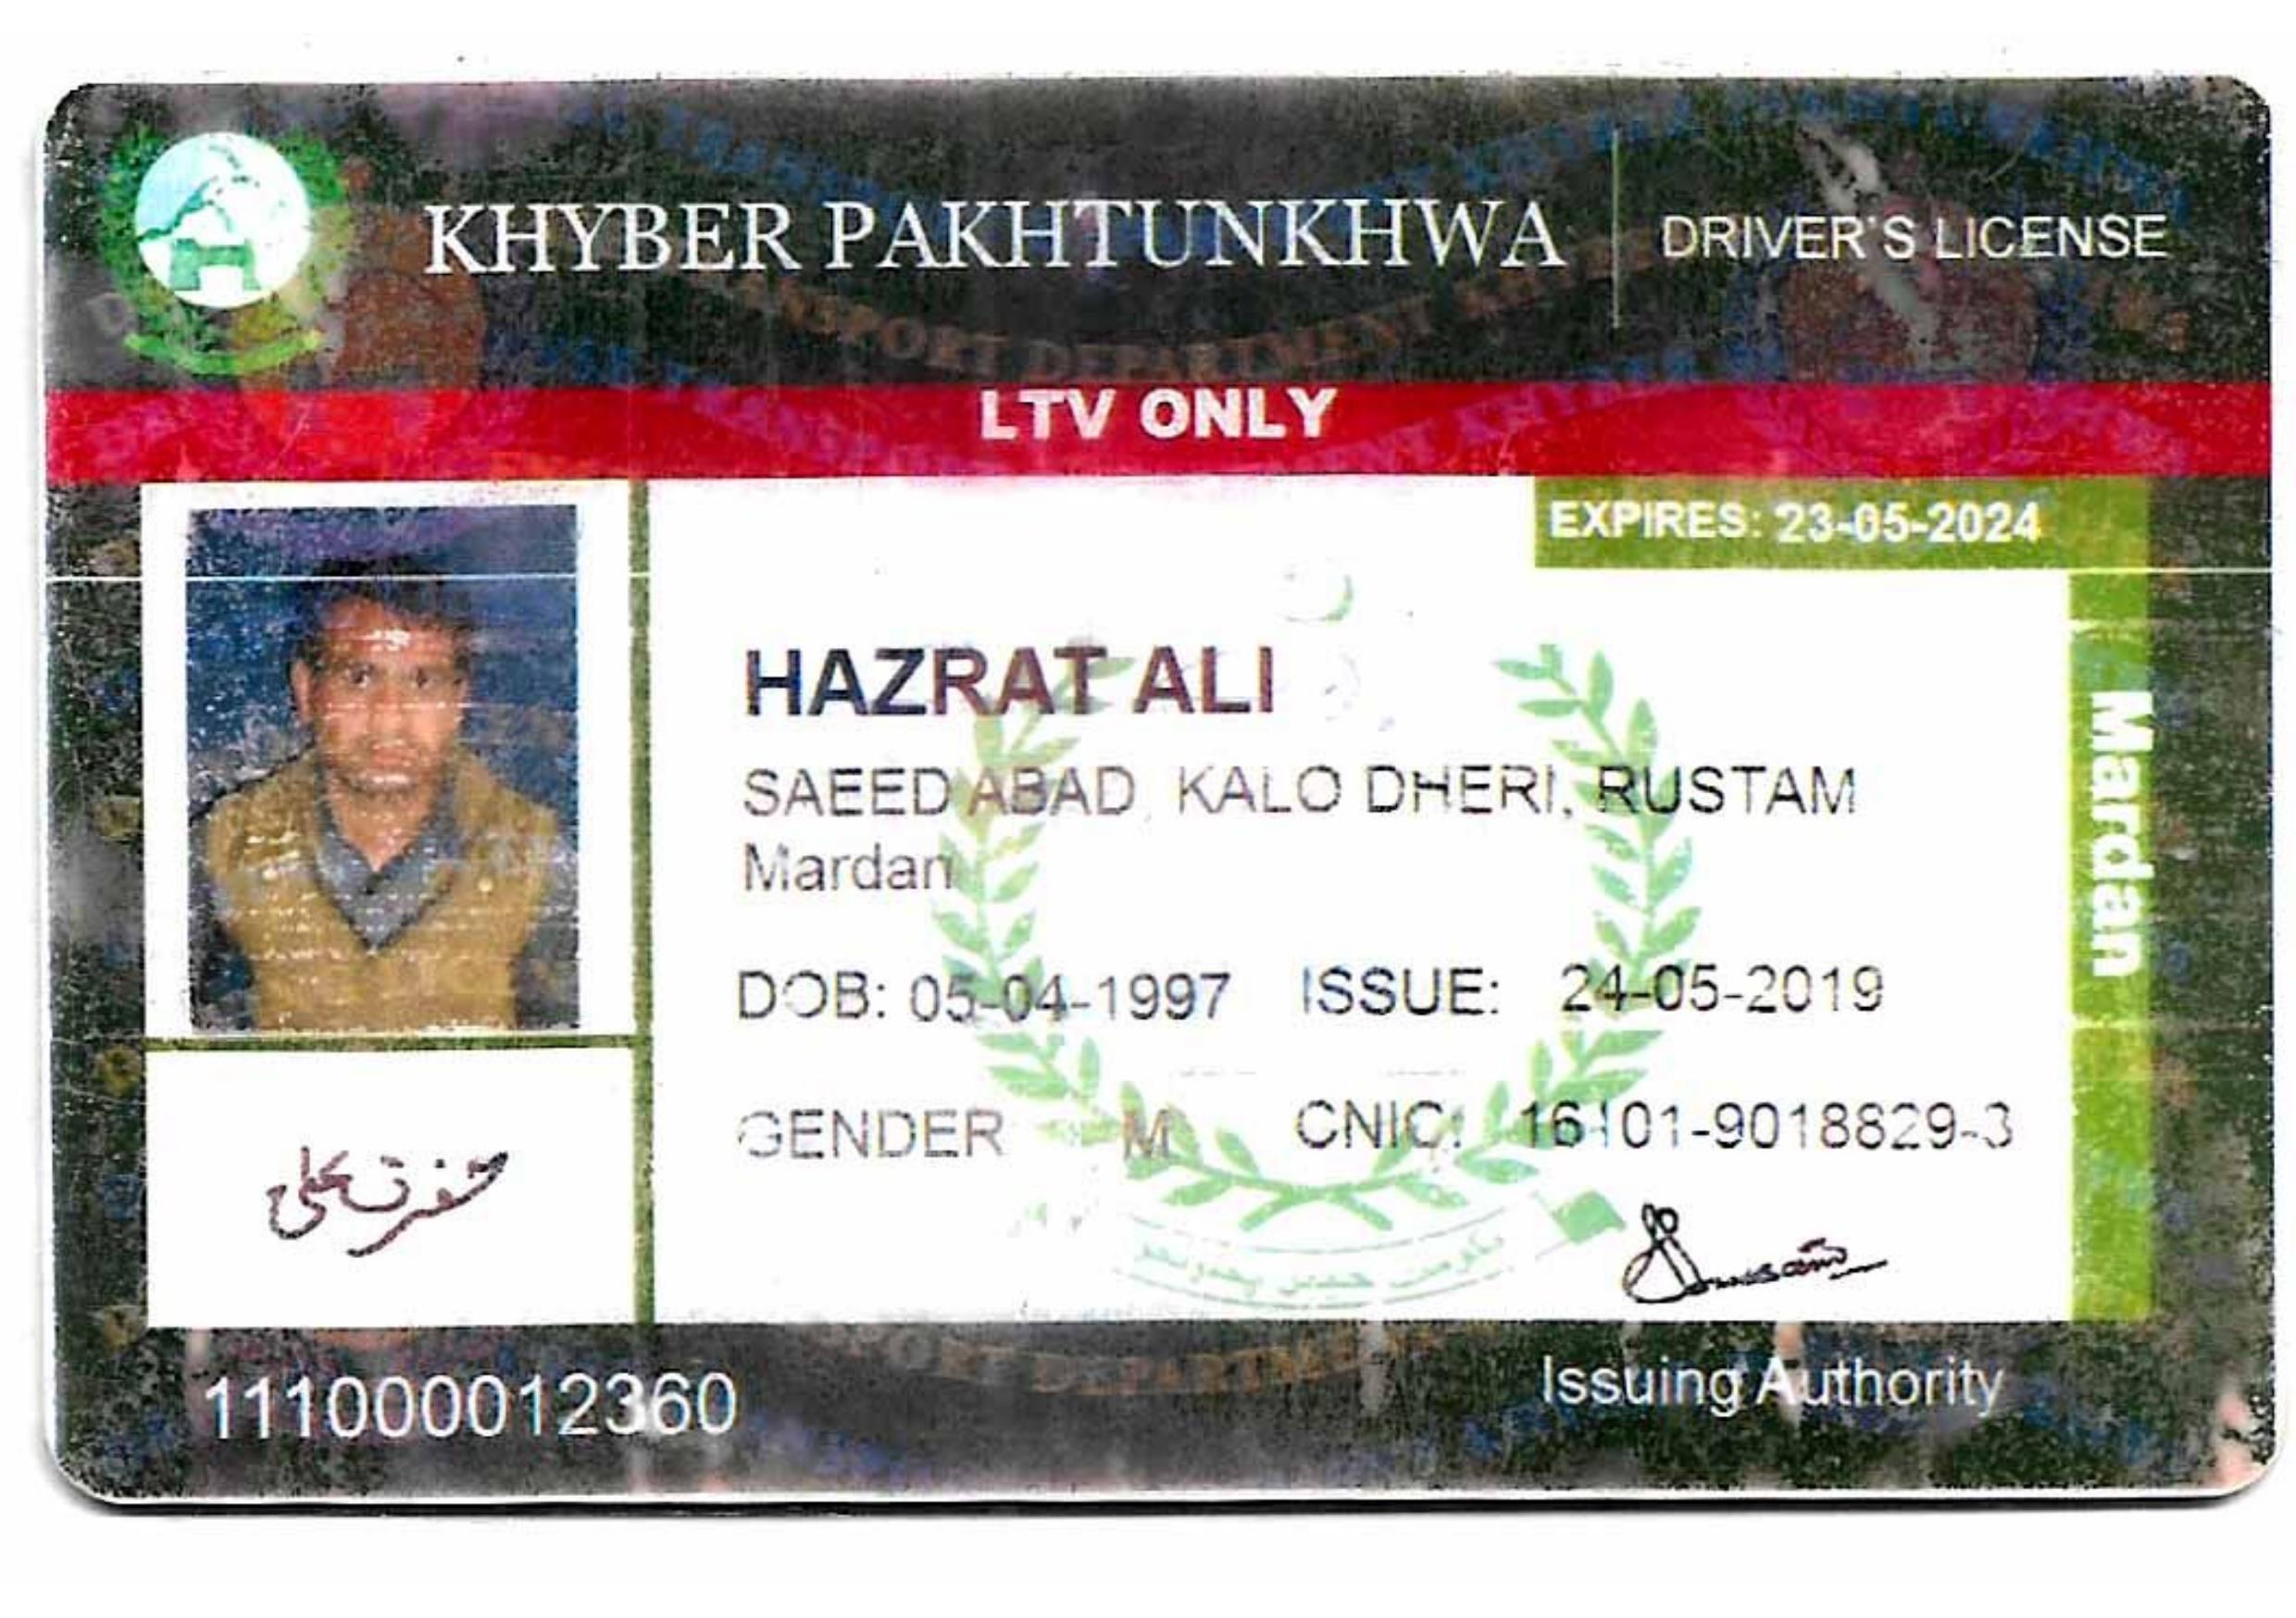 KHYBER PAKHTUNKHWA
DRIVER'S LICENSE
LTV ONLY
EXPIRES: 23-05-2024
HAZRAT ALI
SAEED ABAD, KALO DHERI, RUSTAM
Mardan
Mardan
DOB: 05-04-1997 ISSUE: 24-05-2019
GENDER M CNIC: 16101-9018829-3
حضرت علی
111000012360
Issuing Authority